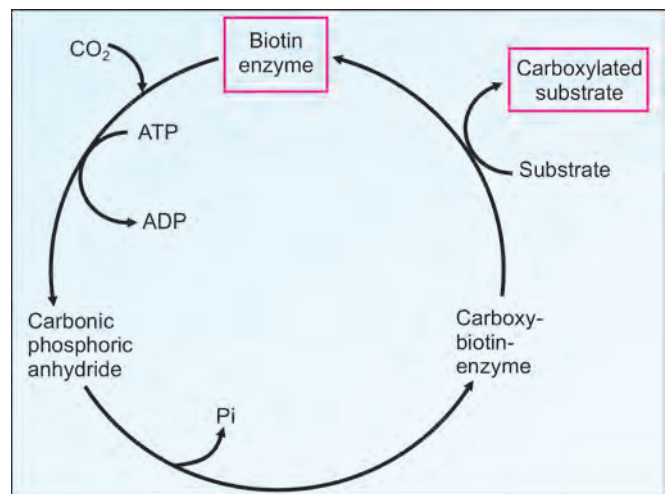 CO₂
Biotin
enzyme
Carboxylated
substrate
ATP
Substrate
ADP
Carbonic
phosphoric
anhydride
Carboxy-
biotin-
enzyme
Pi